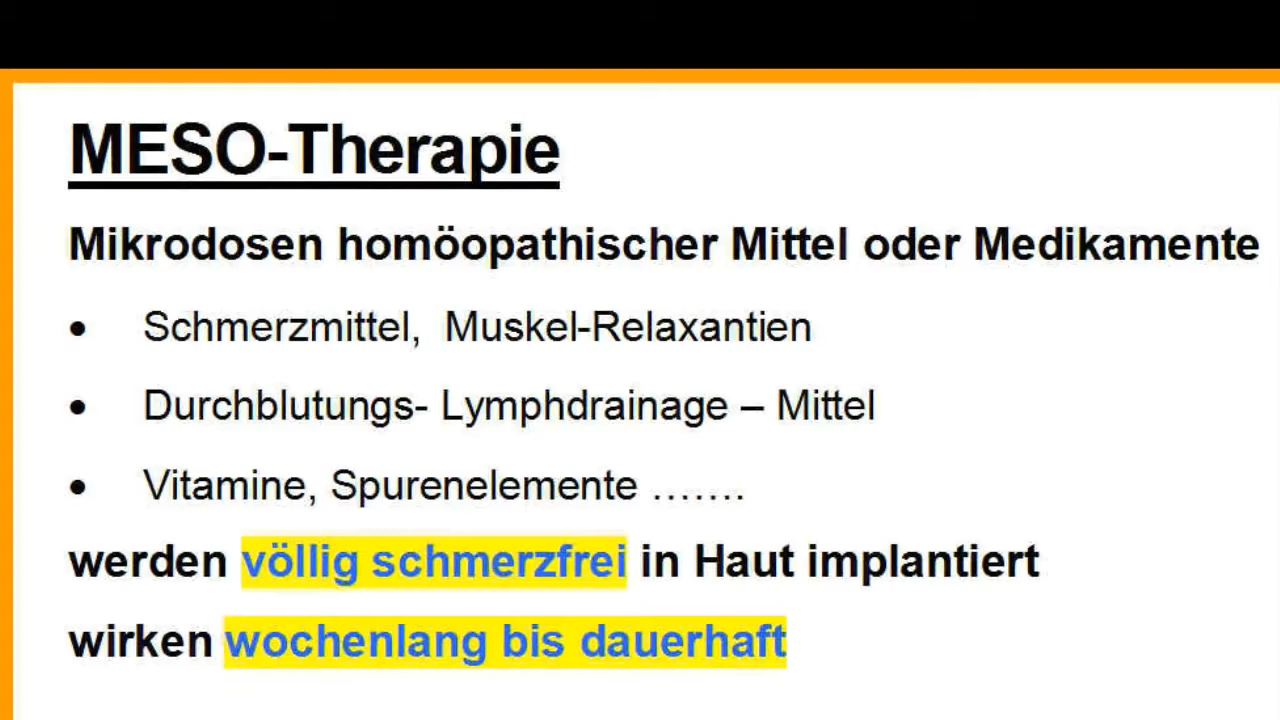 MESO-Therapie
Mikrodosen homöopathischer Mittel oder Medikamente
• Schmerzmittel, Muskel-Relaxantien
• Durchblutungs- Lymphdrainage – Mittel
• Vitamine, Spurenelemente …….
werden völlig schmerzfrei in Haut implantiert
wirken wochenlang bis dauerhaft